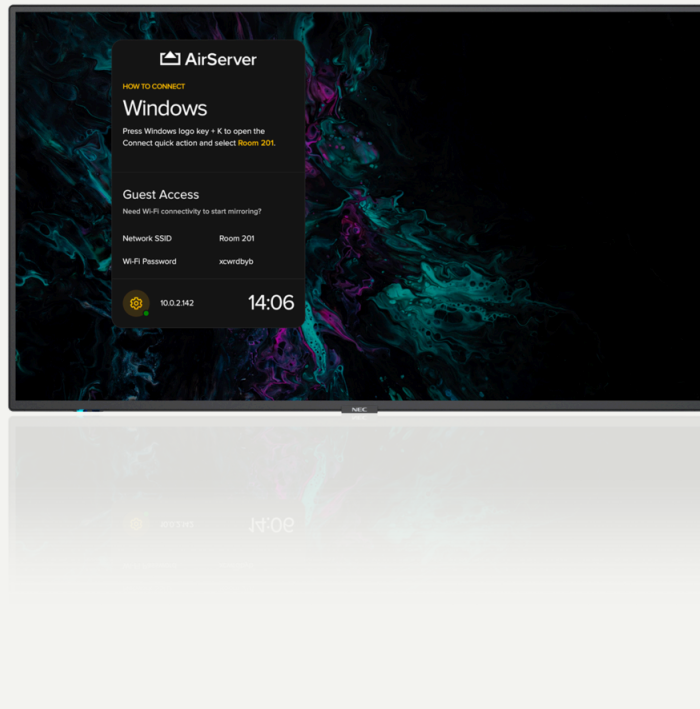 AirServer
HOW TO CONNECT
Windows
Press Windows logo key + K to open the
Connect quick action and select Room 201.
Guest Access
Need Wi-Fi connectivity to start mirroring?
Network SSID Room 201
Wi-Fi Password xcwrdbyb
10.0.2.142 14:06
NEC